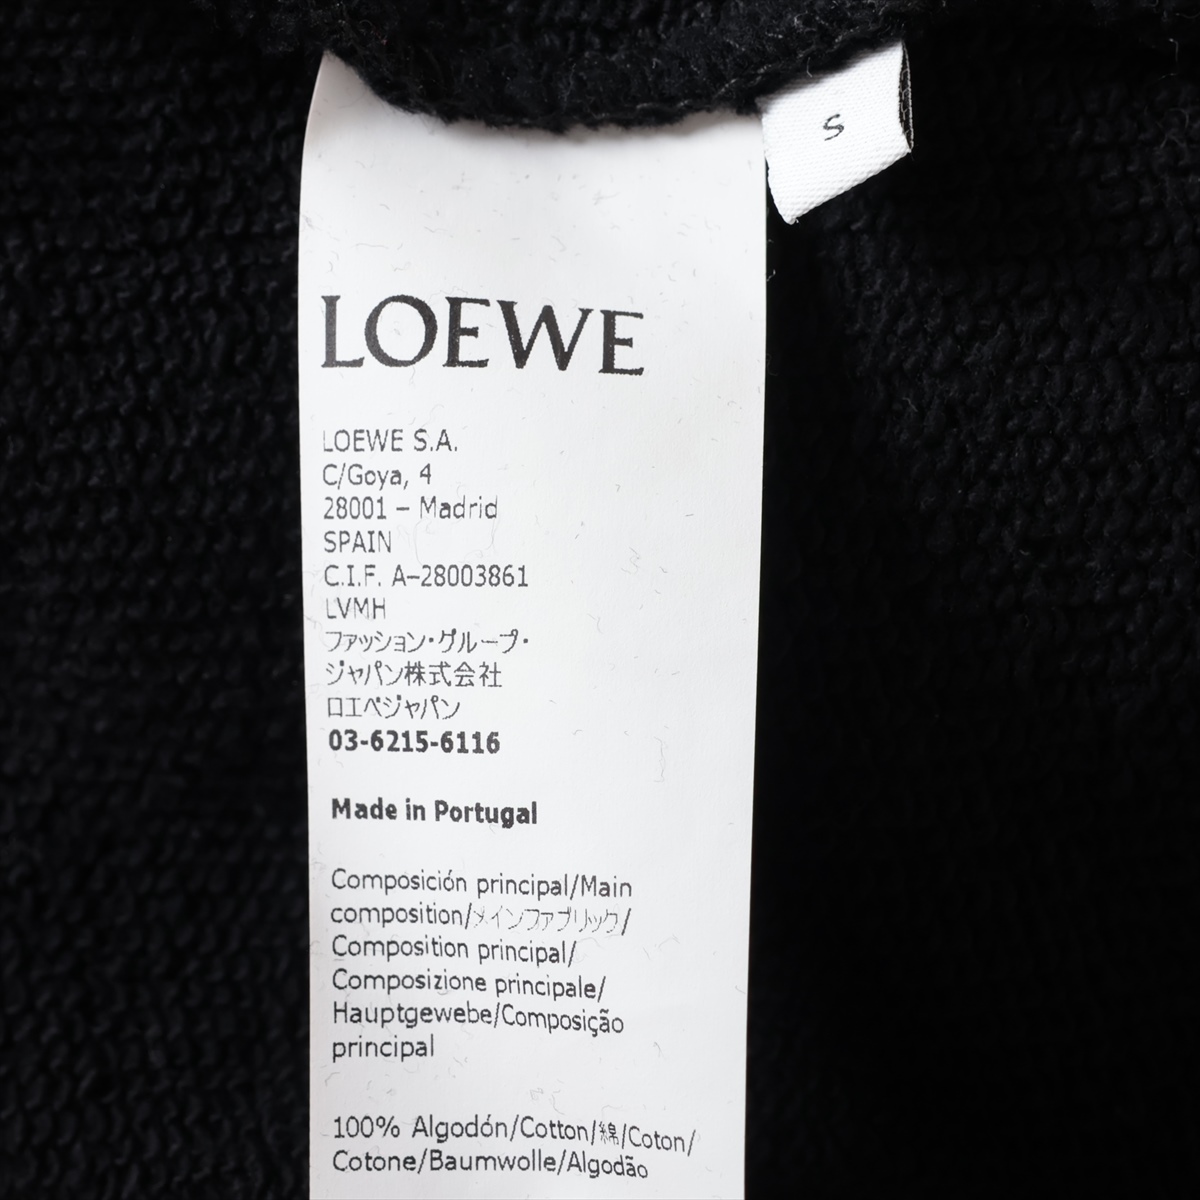 S
LOEWE
LOEWE S.A.
C/Goya, 4
28001 – Madrid
SPAIN
C.I.F. A-28003861
LVMH
ファッション・グループ・
ジャパン株式会社
ロエベジャパン
03-6215-6116
Made in Portugal
Composición principal/Main
composition/メインファブリック/
Composition principal/
Composizione principale/
Hauptgewebe/Composição
principal
100% Algodón/Cotton/綿/Coton/
Cotone/Baumwolle/Algodão